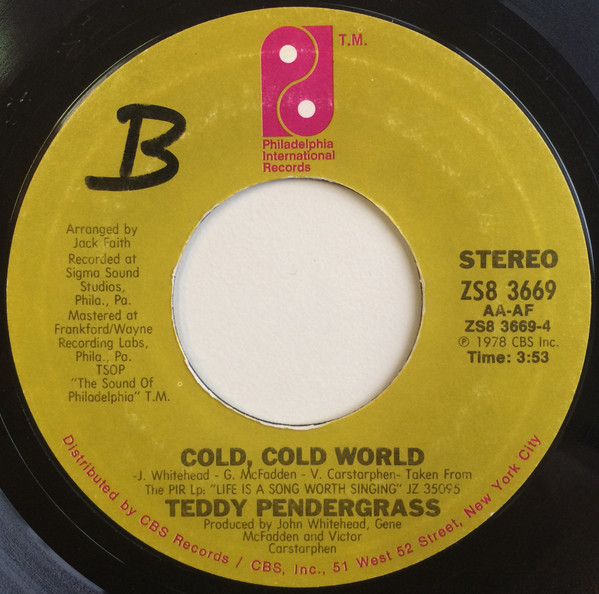 T.M.
Philadelphia
International
Records
B
Arranged by
Jack Faith
Recorded at
Sigma Sound
Studios,
Phila., Pa.
Mastered at
Frankford/Wayne
Recording Labs,
Phila., Pa.
TSOP
"The Sound Of
Philadelphia" T.M.
STEREO
ZS8 3669
AA-AF
ZS8 3669-4
℗ 1978 CBS Inc.
Time: 3:53
COLD, COLD WORLD
-J. Whitehead - G. McFadden - V. Carstarphen- Taken From
The PIR Lp: "LIFE IS A SONG WORTH SINGING" JZ 35095
TEDDY PENDERGRASS
Produced by John Whitehead, Gene
McFadden and Victor
Carstarphen
Distributed by CBS Records / CBS, Inc., 51 West 52 Street, New York City